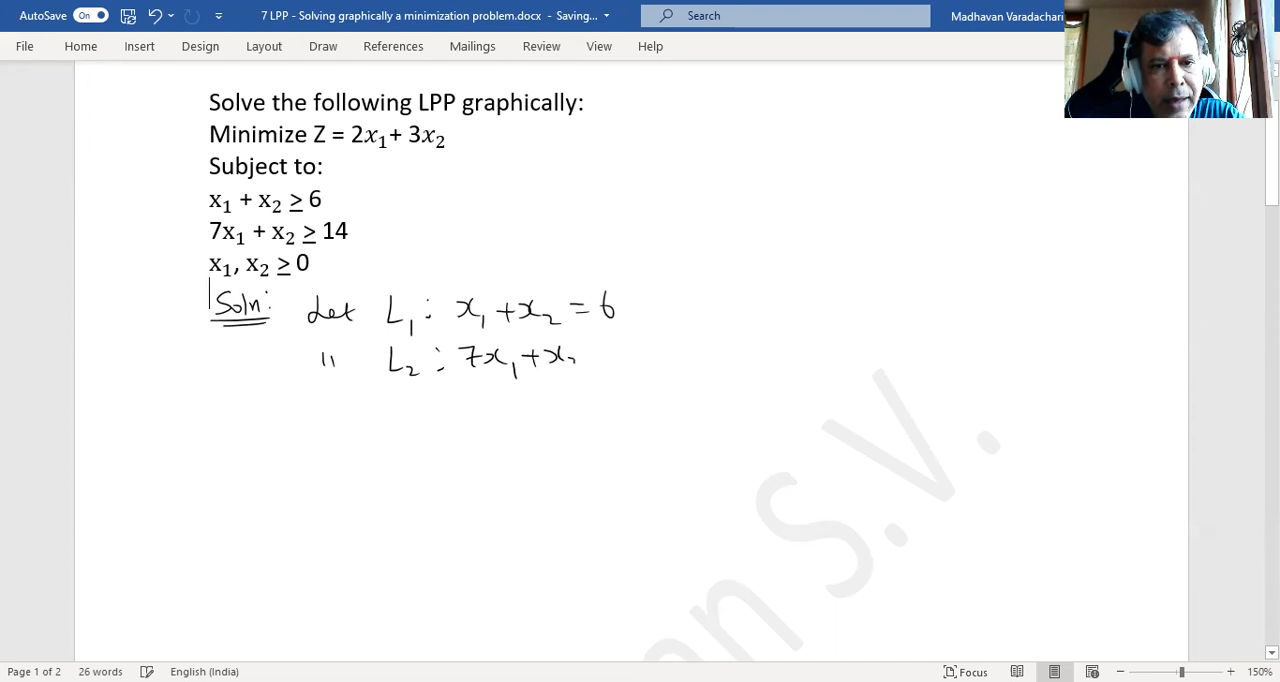 AutoSave On 7 LPP - Solving graphically a minimization problem.docx - Saving... Search Madhavan Varadachari
File Home Insert Design Layout Draw References Mailings Review View Help
Solve the following LPP graphically:
Minimize Z = 2x₁+ 3x₂
Subject to:
x₁ + x₂ ≥ 6
7x₁ + x₂ ≥ 14
x₁, x₂ ≥ 0
Soln: Let L₁ : x₁ + x₂ = 6
" L₂ : 7x₁ + x₂
an S.V.
Page 1 of 2 26 words English (India) Focus 150%